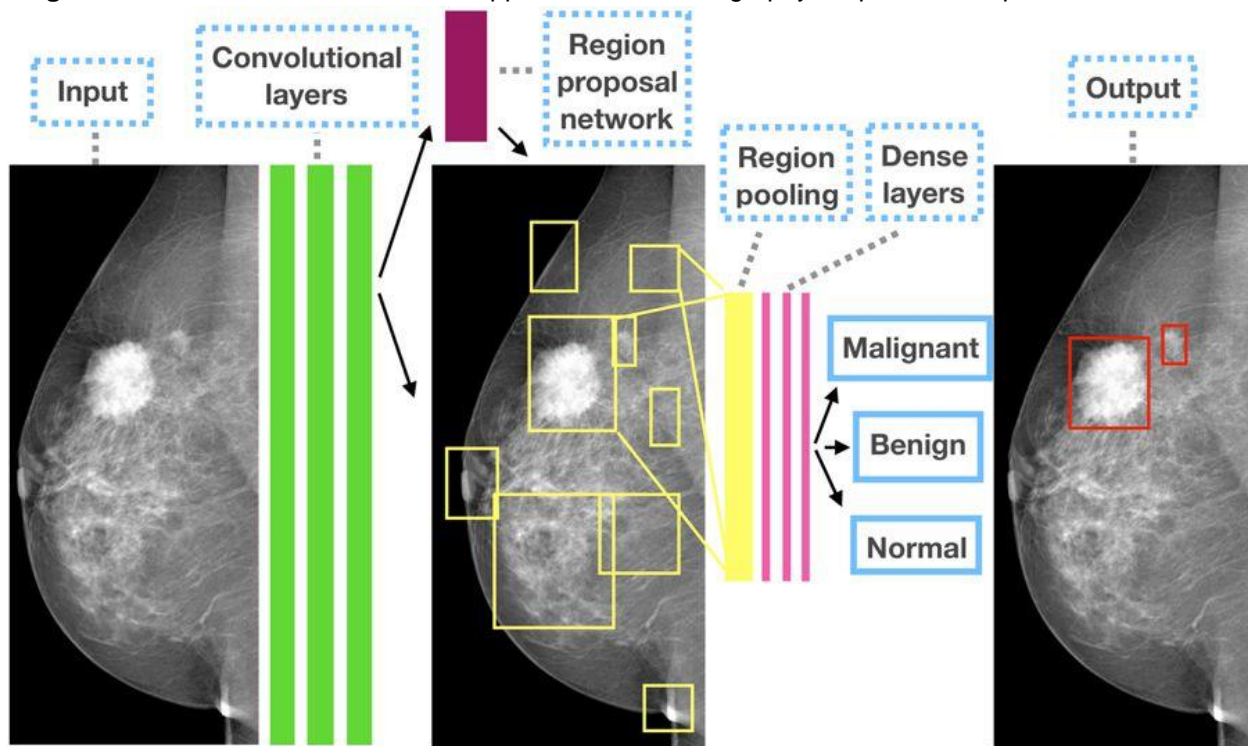 Input
Convolutional
layers
Region
proposal
network
Region
pooling
Dense
layers
Malignant
Benign
Normal
Output